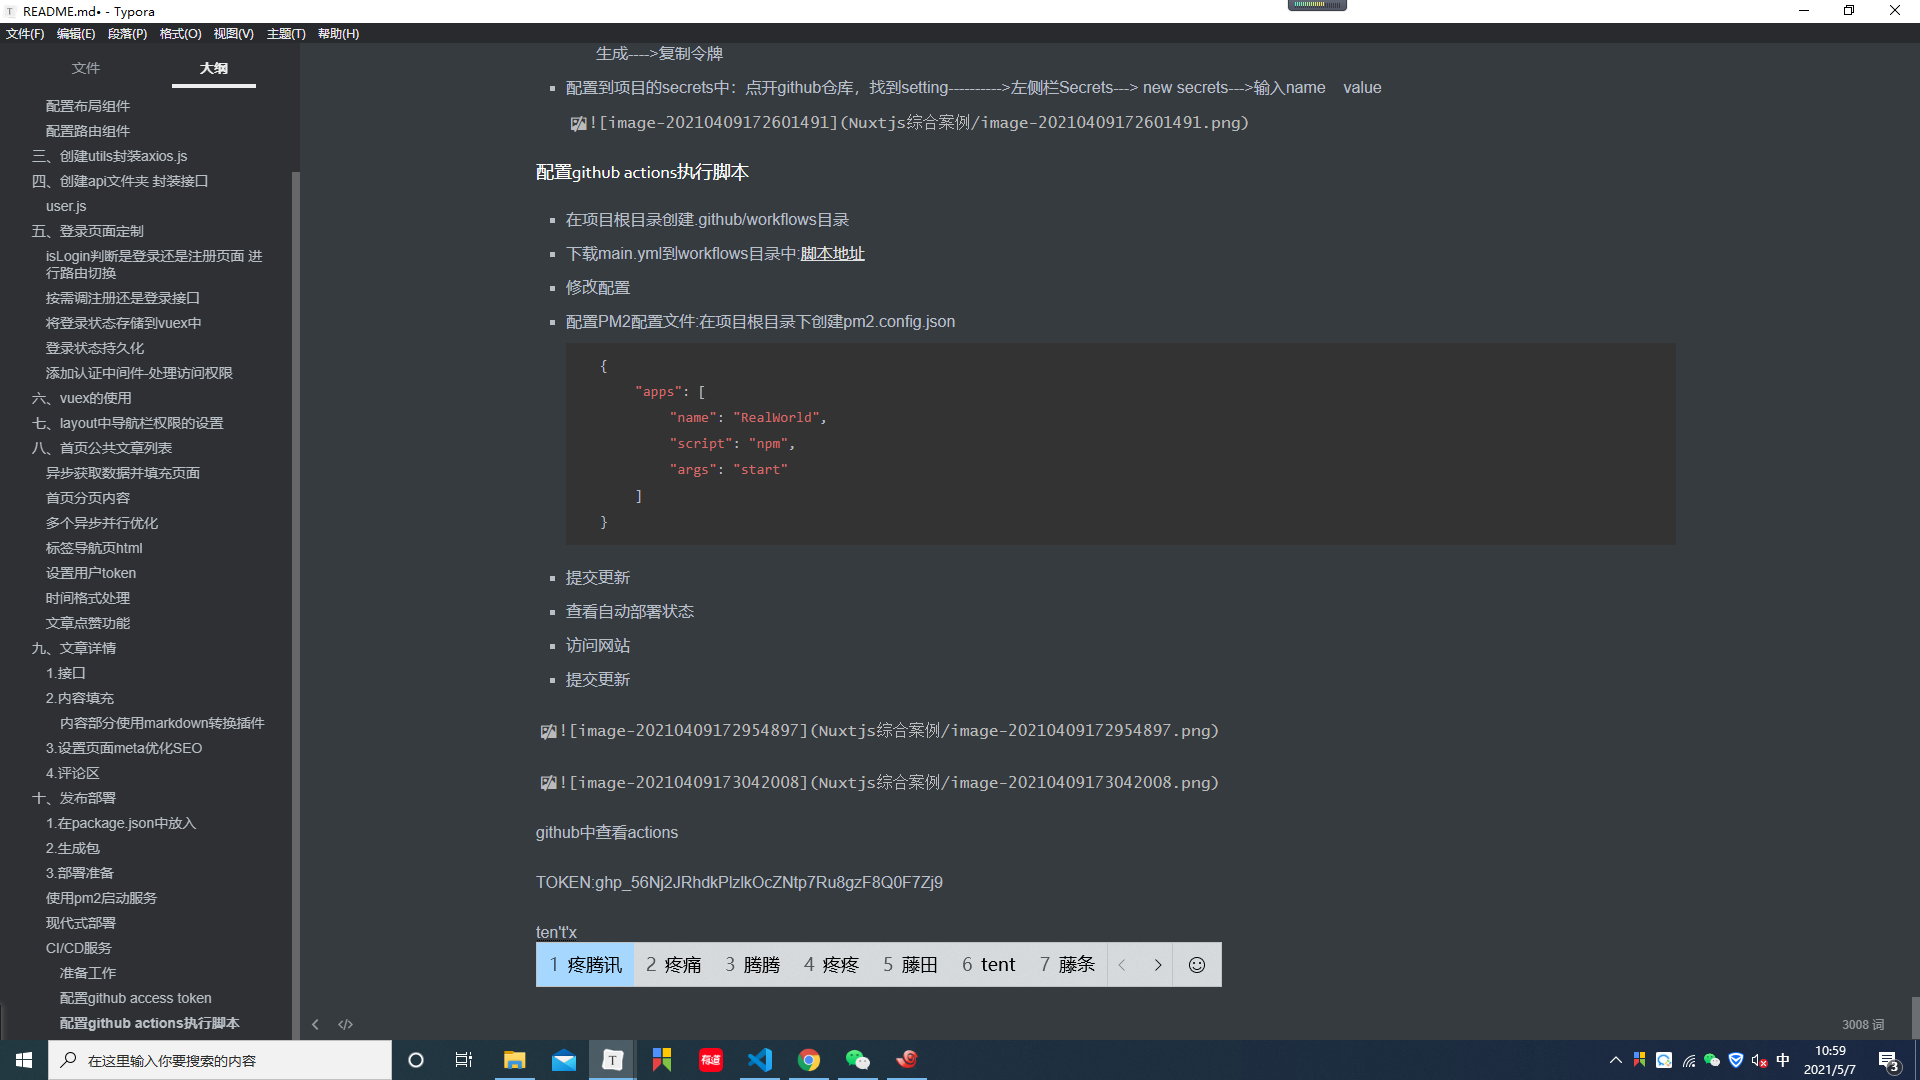 README.md• - Typora
文件(F) 编辑(E) 段落(P) 格式(O) 视图(V) 主题(T) 帮助(H)
文件 大纲
配置布局组件
配置路由组件
三、创建utils封装axios.js
四、创建api文件夹 封装接口
user.js
五、登录页面定制
isLogin判断是登录还是注册页面 进
行路由切换
按需调注册还是登录接口
将登录状态存储到vuex中
登录状态持久化
添加认证中间件-处理访问权限
六、vuex的使用
七、layout中导航栏权限的设置
八、首页公共文章列表
异步获取数据并填充页面
首页分页内容
多个异步并行优化
标签导航页html
设置用户token
时间格式处理
文章点赞功能
九、文章详情
1.接口
2.内容填充
内容部分使用markdown转换插件
3.设置页面meta优化SEO
4.评论区
十、发布部署
1.在package.json中放入
2.生成包
3.部署准备
使用pm2启动服务
现代式部署
CI/CD服务
准备工作
配置github access token
配置github actions执行脚本
生成---->复制令牌
配置到项目的secrets中：点开github仓库，找到setting---------->左侧栏Secrets---> new secrets--->输入name value
![image-20210409172601491](Nuxtjs综合案例/image-20210409172601491.png)
配置github actions执行脚本
在项目根目录创建.github/workflows目录
下载main.yml到workflows目录中:脚本地址
修改配置
配置PM2配置文件:在项目根目录下创建pm2.config.json
{
"apps": [
"name": "RealWorld",
"script": "npm",
"args": "start"
]
}
提交更新
查看自动部署状态
访问网站
提交更新
![image-20210409172954897](Nuxtjs综合案例/image-20210409172954897.png)
![image-20210409173042008](Nuxtjs综合案例/image-20210409173042008.png)
github中查看actions
TOKEN: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
ten't'x
1 疼腾讯 2 疼痛 3 腾腾 4 疼疼 5 藤田 6 tent 7 藤条
3008 词
在这里输入你要搜索的内容
有道
中
10:59
2021/5/7
3